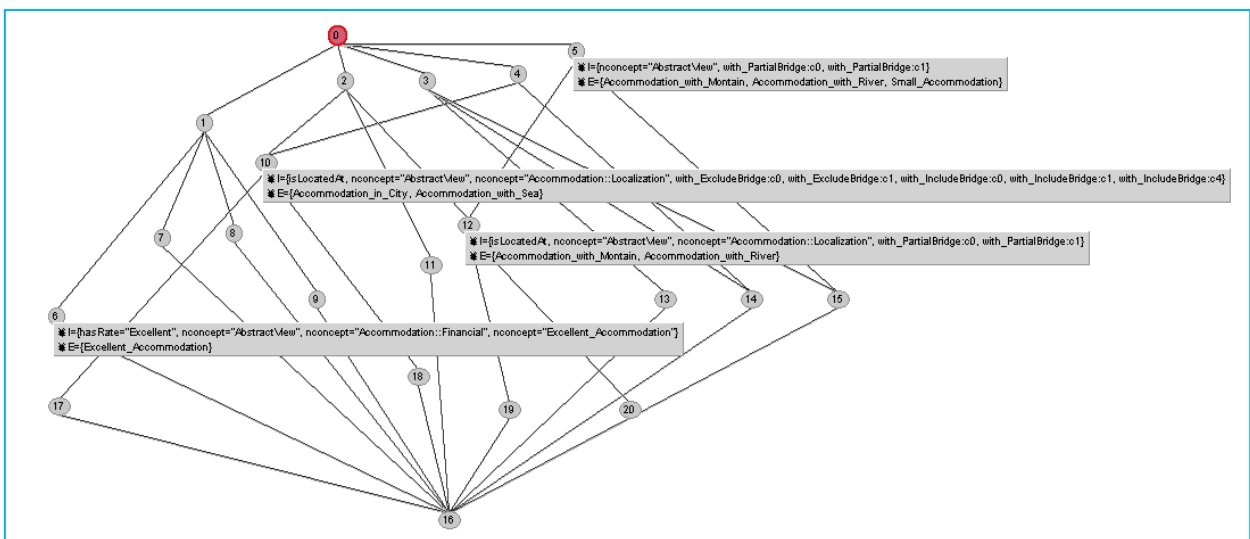 0
5
I={nconcept="AbstractView", with_PartialBridge:c0, with_PartialBridge:c1}
E={Accommodation_with_Montain, Accommodation_with_River, Small_Accommodation}
2
3
4
1
10
I={isLocatedAt, nconcept="AbstractView", nconcept="Accommodation::Localization", with_ExcludeBridge:c0, with_ExcludeBridge:c1, with_IncludeBridge:c0, with_IncludeBridge:c1, with_IncludeBridge:c4}
E={Accommodation_in_City, Accommodation_with_Sea}
7
8
12
I={isLocatedAt, nconcept="AbstractView", nconcept="Accommodation::Localization", with_PartialBridge:c0, with_PartialBridge:c1}
E={Accommodation_with_Montain, Accommodation_with_River}
11
9
13
14
15
6
I={hasRate="Excellent", nconcept="AbstractView", nconcept="Accommodation::Financial", nconcept="Excellent_Accommodation"}
E={Excellent_Accommodation}
18
17
19
20
16